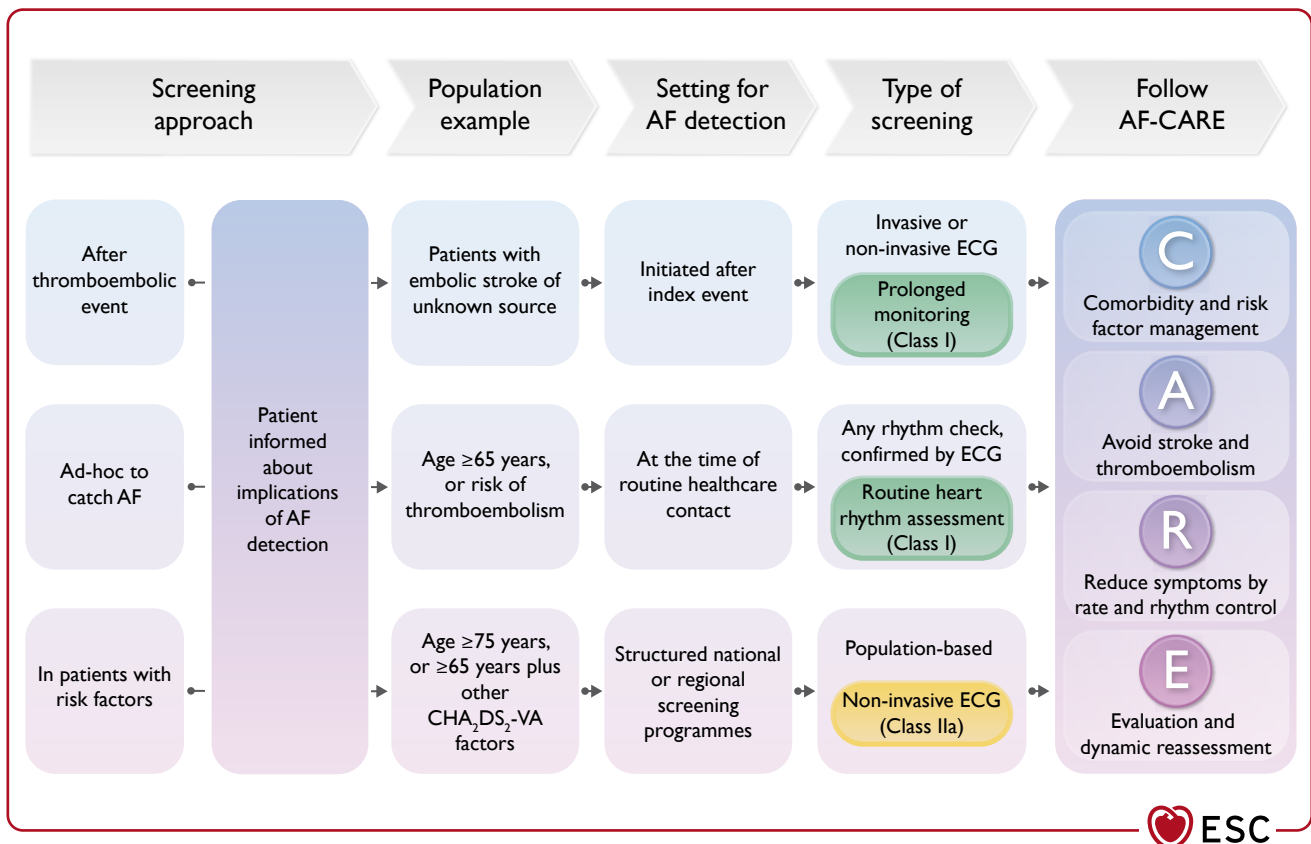 Screening
approach
Population
example
Setting for
AF detection
Type of
screening
Follow
AF-CARE
After
thromboembolic
event
Patient
informed
about
implications
of AF
detection
Patients with
embolic stroke of
unknown source
Initiated after
index event
Invasive or
non-invasive ECG
Prolonged
monitoring
(Class I)
Ad-hoc to
catch AF
Age ≥65 years,
or risk of
thromboembolism
At the time of
routine healthcare
contact
Any rhythm check,
confirmed by ECG
Routine heart
rhythm assessment
(Class I)
In patients with
risk factors
Age ≥75 years,
or ≥65 years plus
other
CHA₂DS₂-VA
factors
Structured national
or regional
screening
programmes
Population-based
Non-invasive ECG
(Class IIa)
C
Comorbidity and risk
factor management
A
Avoid stroke and
thromboembolism
R
Reduce symptoms by
rate and rhythm control
E
Evaluation and
dynamic reassessment
ESC